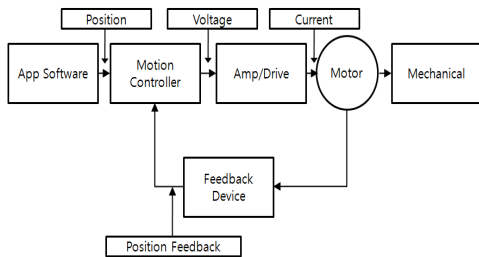 Position
Voltage
Current
App Software
Motion
Controller
Amp/Drive
Motor
Mechanical
Feedback
Device
Position Feedback